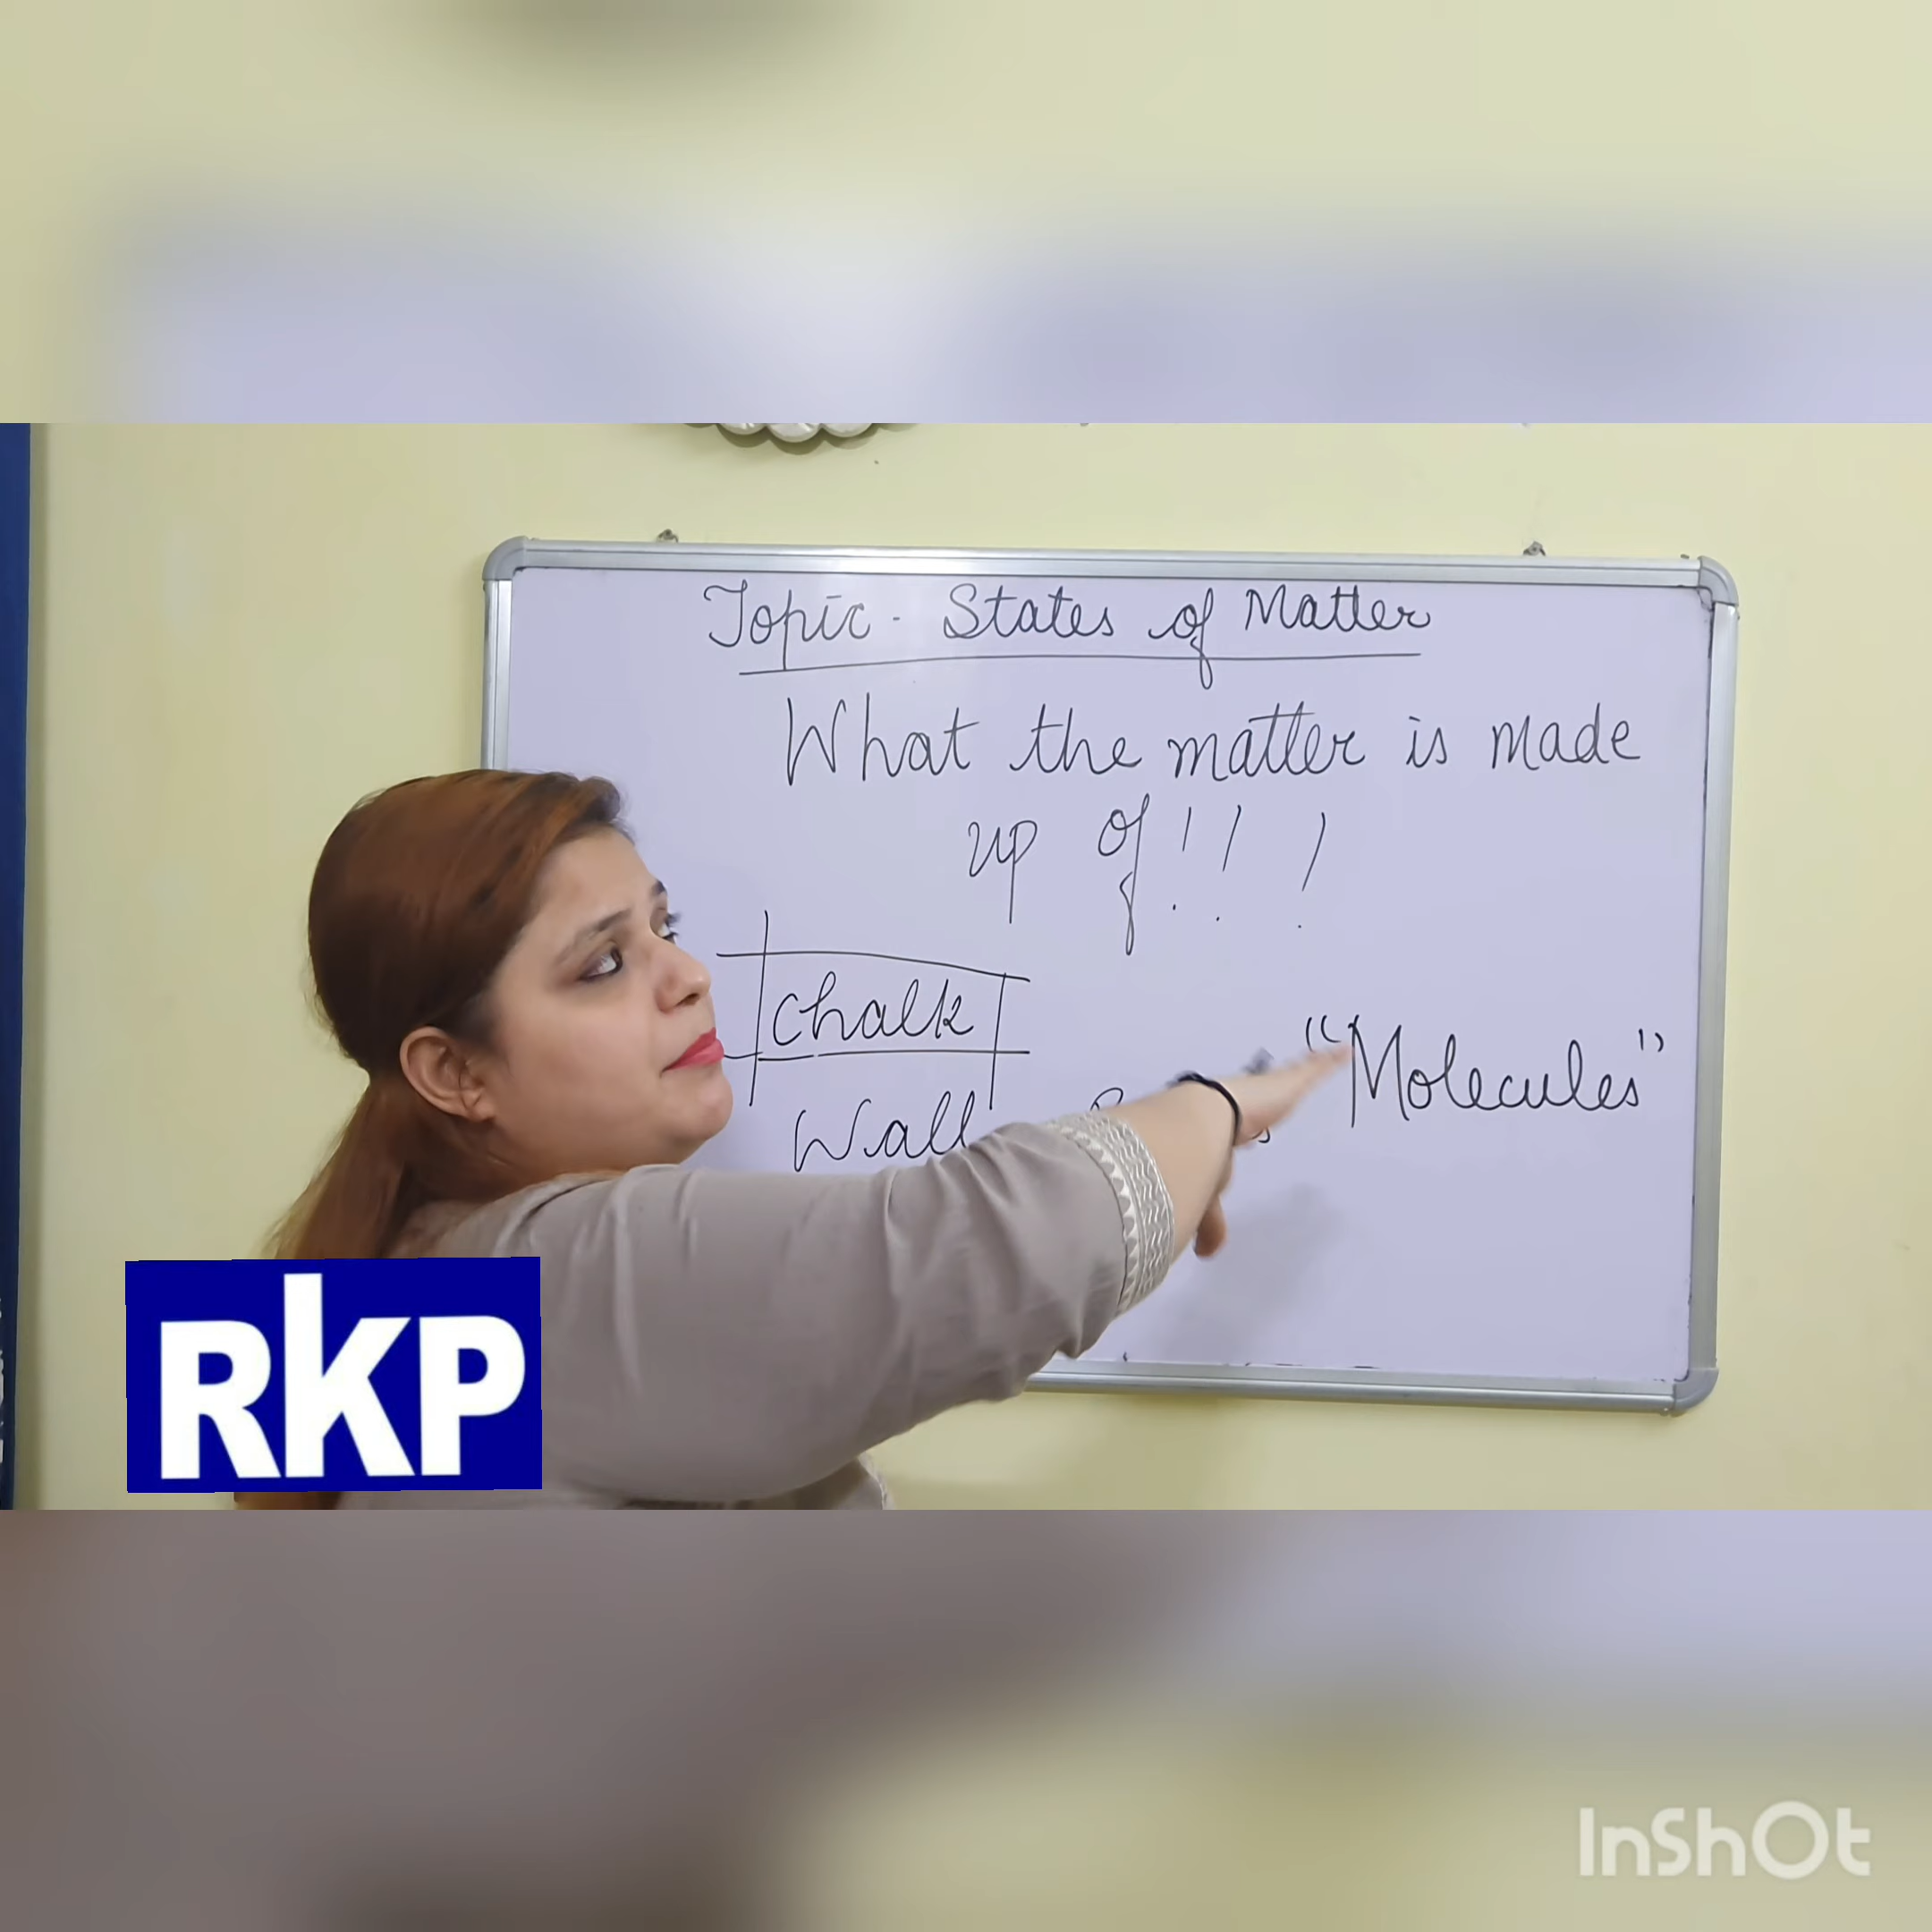 Topic - States of Matter
What the matter is made
up of!!!
Chalk
"Molecules"
Wall
RKP
InShOt